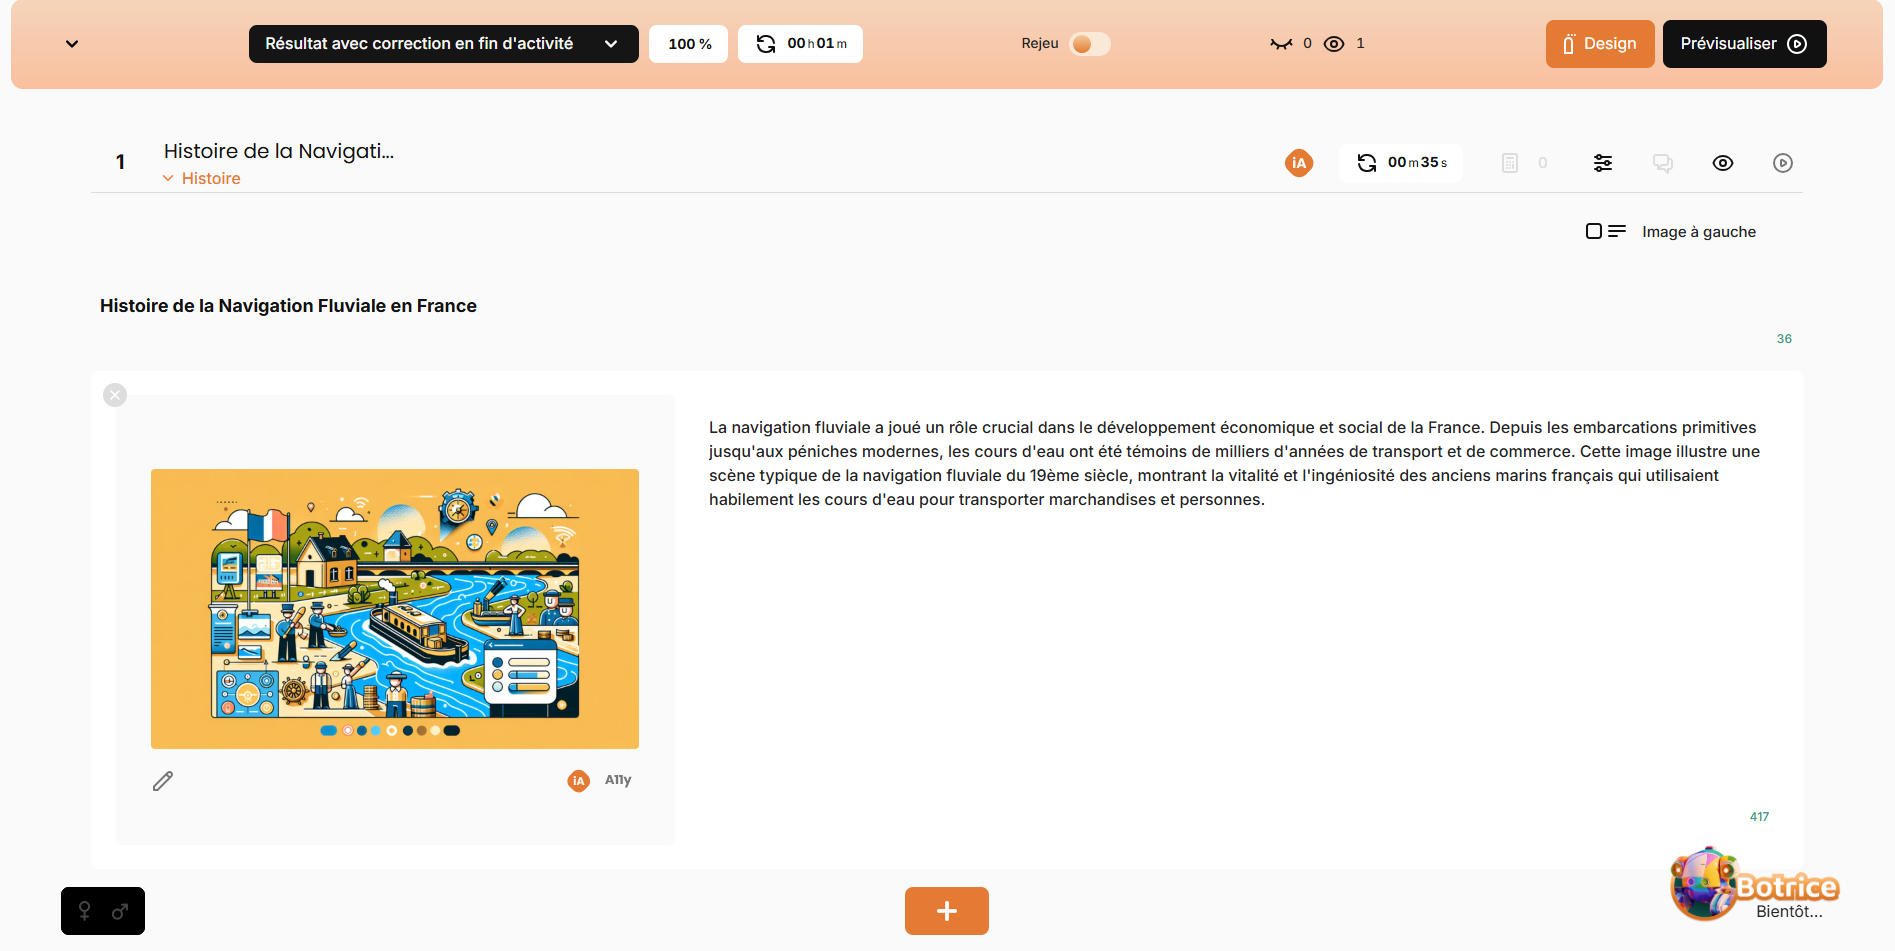 Résultat avec correction en fin d'activité
100 %
00 h 01 m
Rejeu
0
1
Design
Prévisualiser
1
Histoire de la Navigati...
Histoire
iA
00 m 35 s
0
Image à gauche
Histoire de la Navigation Fluviale en France
36
La navigation fluviale a joué un rôle crucial dans le développement économique et social de la France. Depuis les embarcations primitives
jusqu'aux péniches modernes, les cours d'eau ont été témoins de milliers d'années de transport et de commerce. Cette image illustre une
scène typique de la navigation fluviale du 19ème siècle, montrant la vitalité et l'ingéniosité des anciens marins français qui utilisaient
habilement les cours d'eau pour transporter marchandises et personnes.
iA
A11y
417
Botrice
Bientôt...